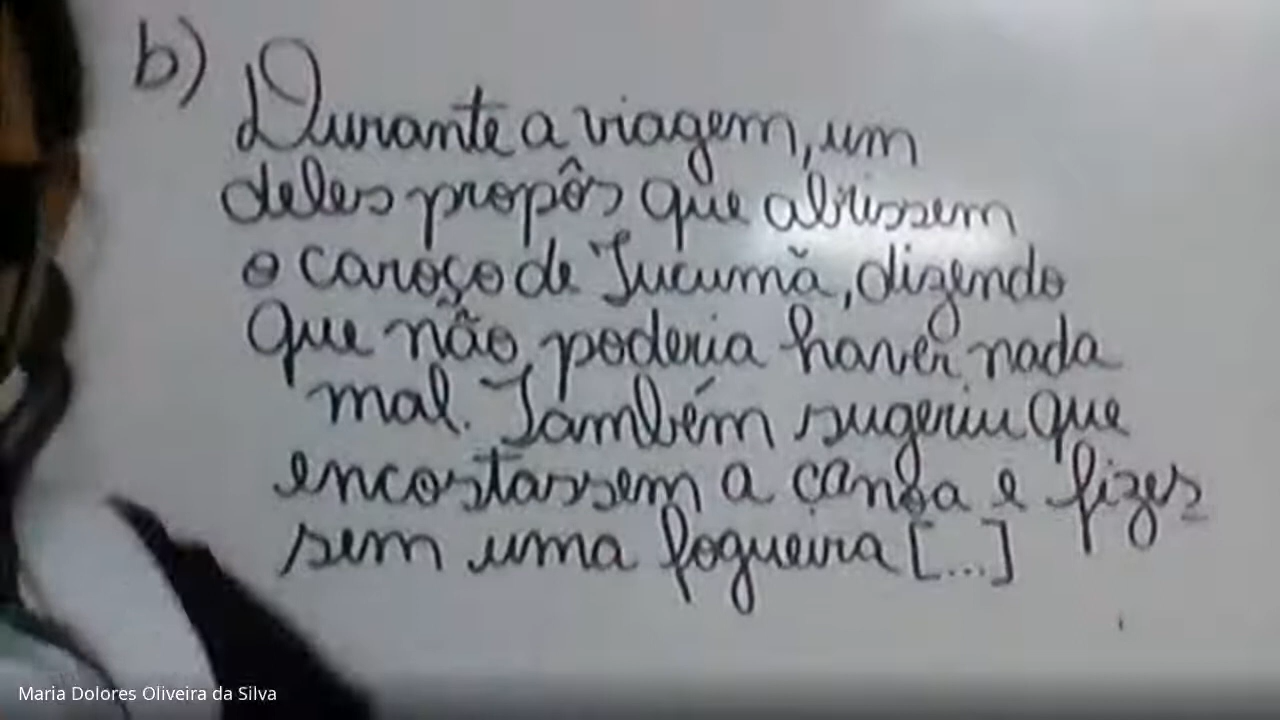 b)
Durante a viagem, um
deles propôs que abrissem
o caroço de Tucumã, dizendo
que não poderia haver nada
mal. Também sugeriu que
encostassem a canoa e fizes
sem uma fogueira [...]
Maria Dolores Oliveira da Silva